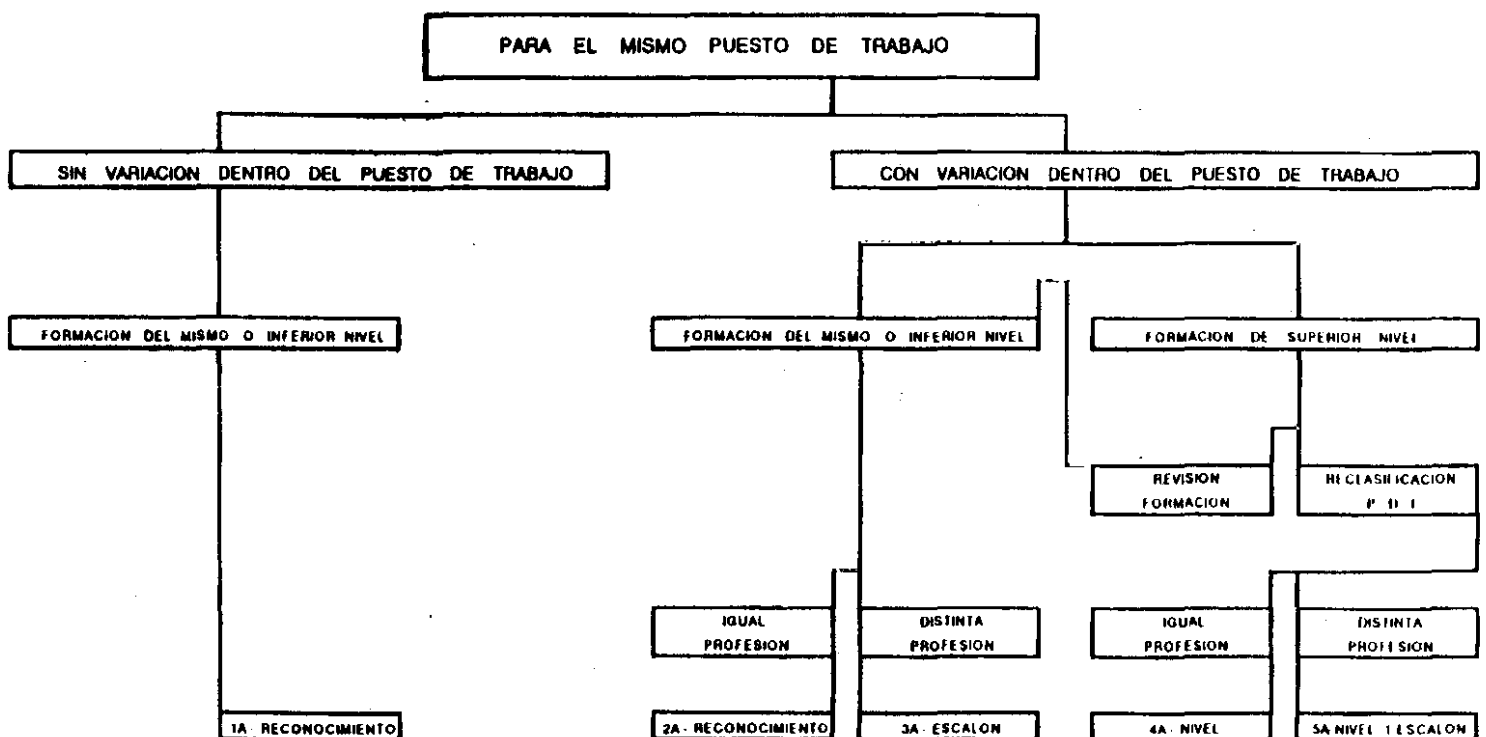 PARA EL MISMO PUESTO DE TRABAJO
SIN VARIACION DENTRO DEL PUESTO DE TRABAJO
CON VARIACION DENTRO DEL PUESTO DE TRABAJO
FORMACION DEL MISMO O INFERIOR NIVEL
FORMACION DEL MISMO O INFERIOR NIVEL
FORMACION DE SUPERIOR NIVEL
REVISION
FORMACION
RECLASIFICACION
IGUAL
PROFESION
DISTINTA
PROFESION
IGUAL
PROFESION
DISTINTA
PROFESION
1A - RECONOCIMIENTO
2A - RECONOCIMIENTO
3A - ESCALON
4A - NIVEL
5A-NIVEL ESCALON